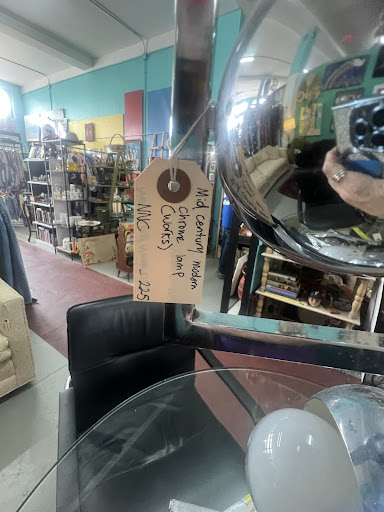 Mid century modern
Chrome lamp
(works)
NNC - 225